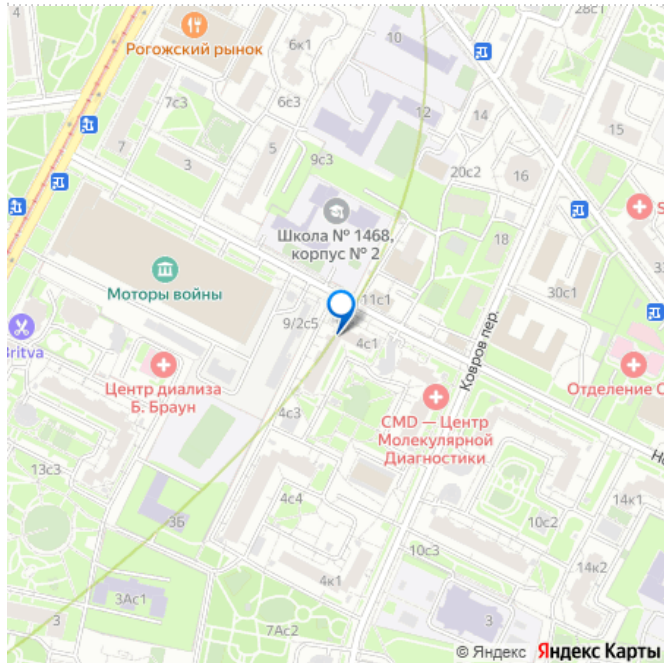 28с1
Рогожский рынок
6к1
10
7с3
6с3
12
14
15
7
3
5
9с3
20с2
16
Школа № 1468,
корпус № 2
18
Моторы войны
11с1
30с1
9/2с5
4с1
Ковров пер.
Britva
Центр диализа
Б. Браун
Отделение С
CMD — Центр
Молекулярной
Диагностики
4с3
Но
13с3
4с4
14к1
3Б
10с2
10с3
14к2
4к1
3Ас1
3
3
7Ас2
© Яндекс Яндекс Карты